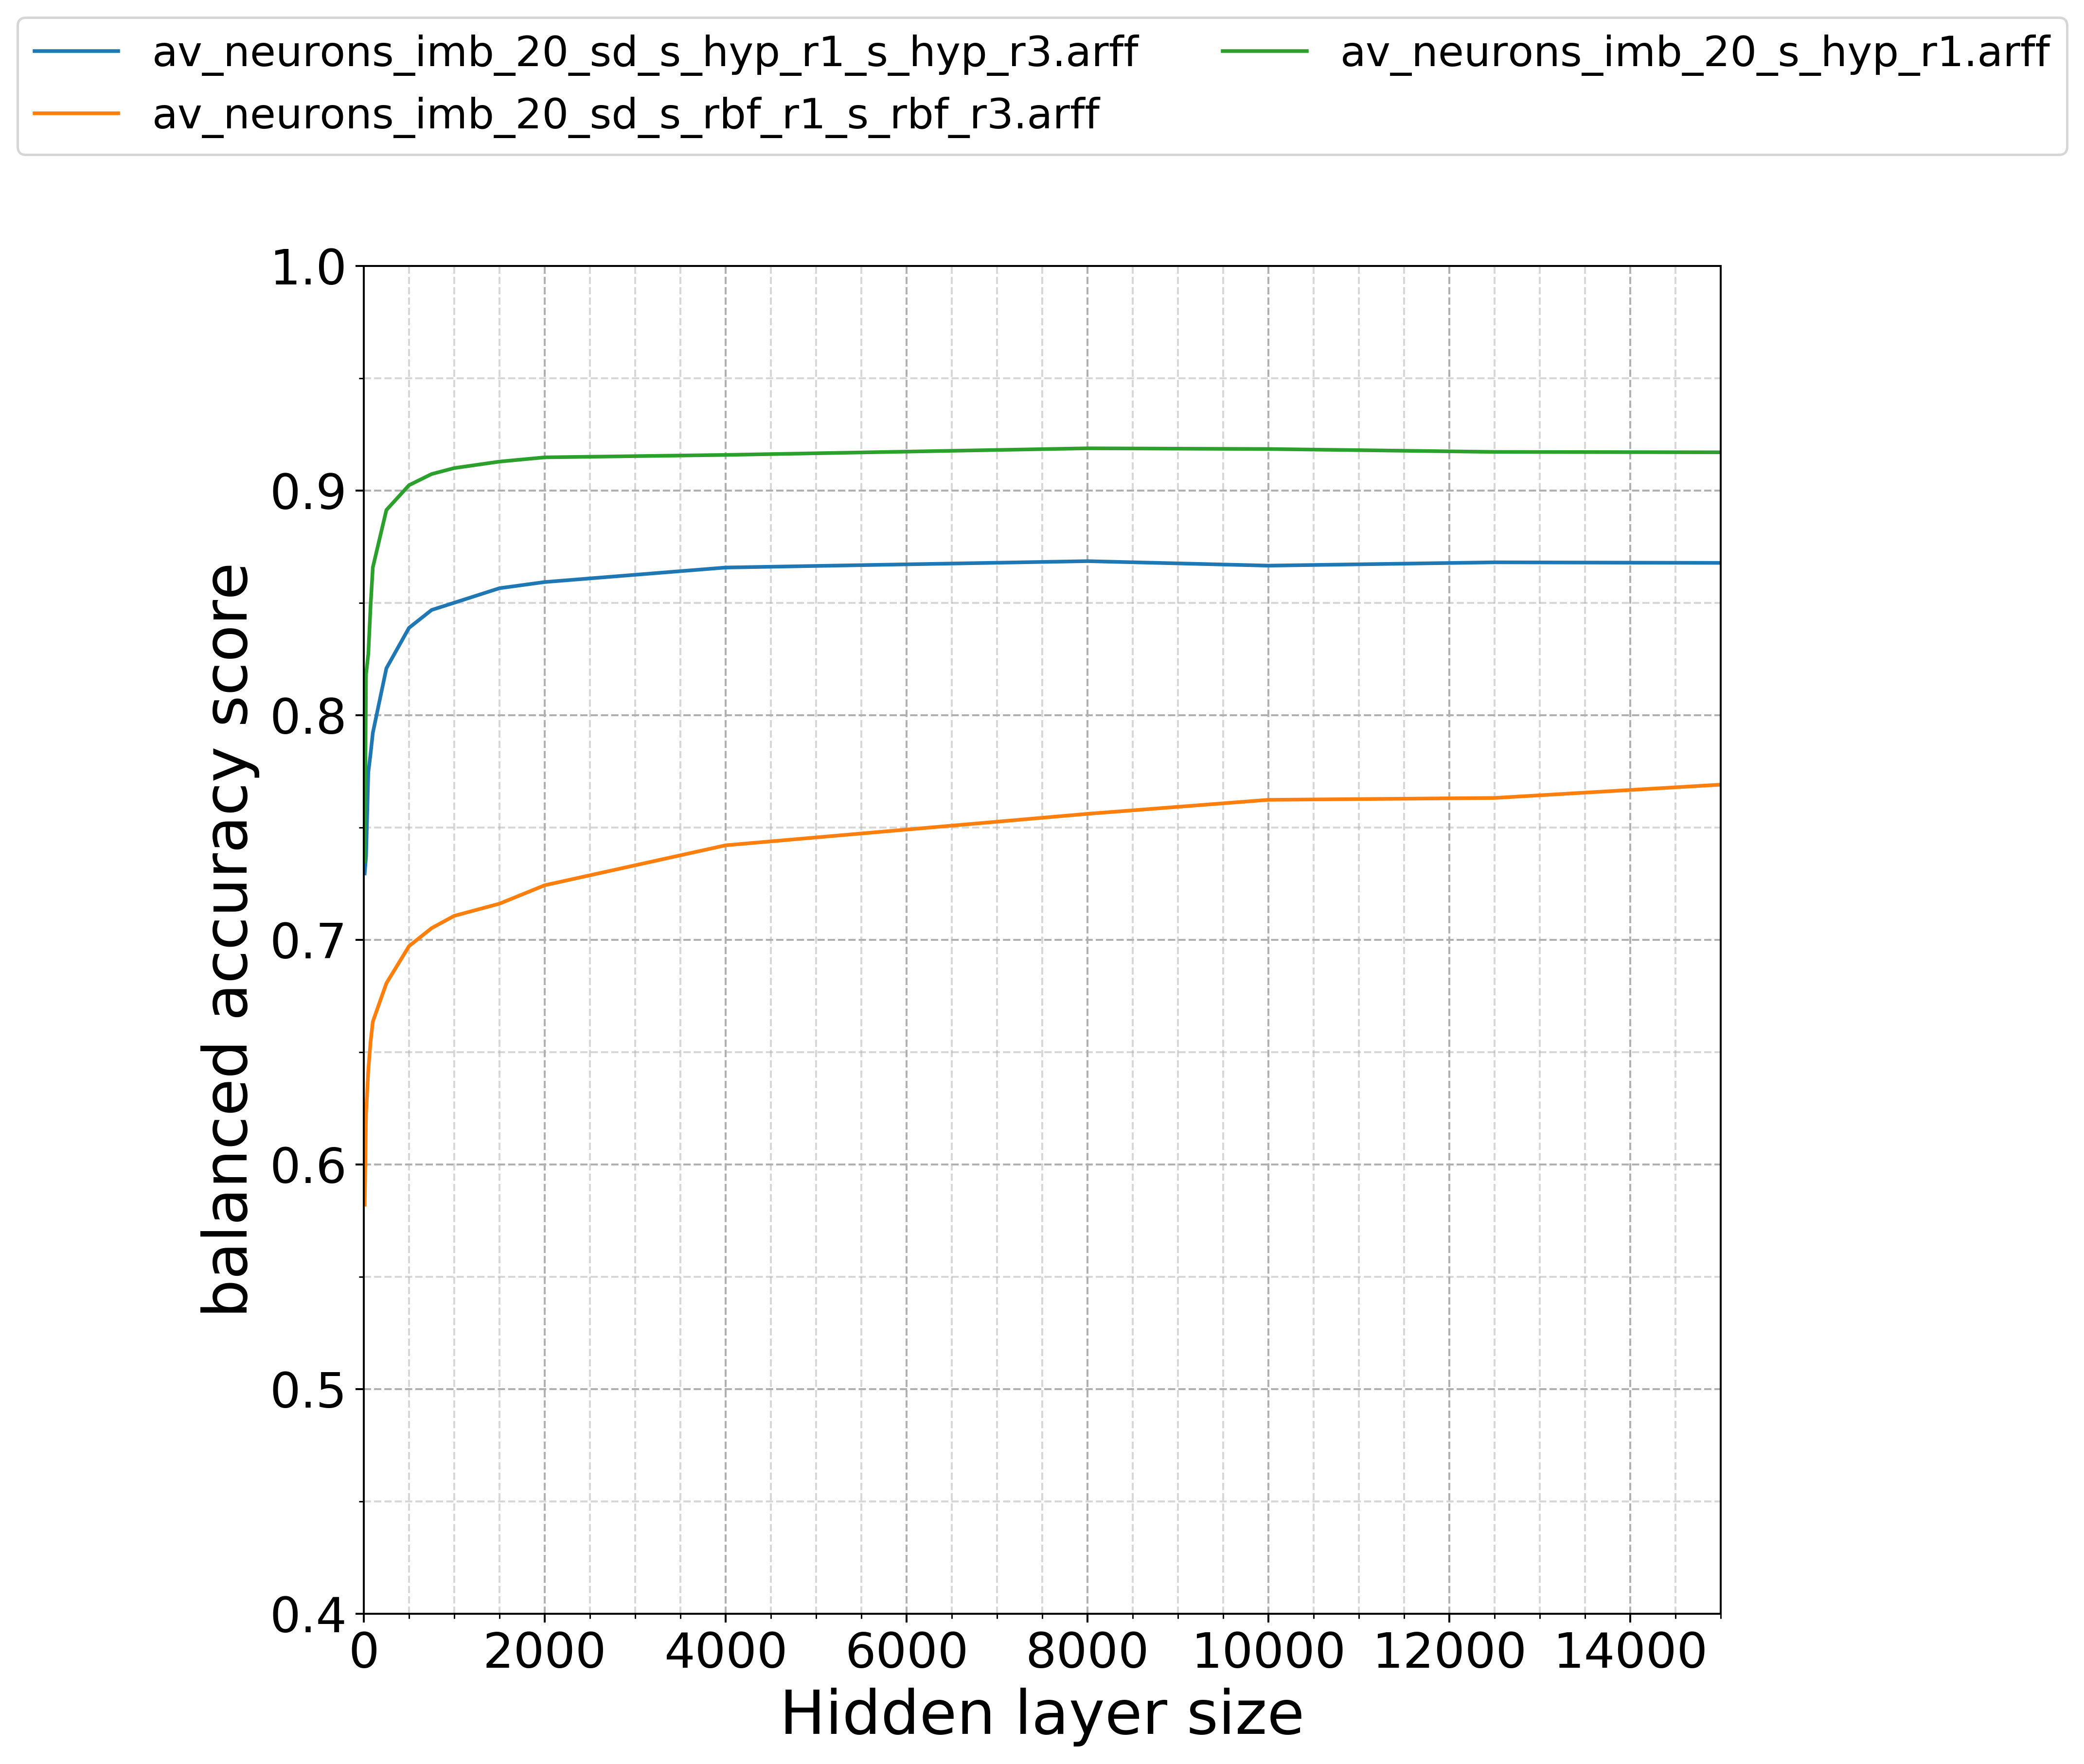 av_neurons_imb_20_sd_s_hyp_r1_s_hyp_r3.arff
av_neurons_imb_20_sd_s_rbf_r1_s_rbf_r3.arff
av_neurons_imb_20_s_hyp_r1.arff
balanced accuracy score
1.0
0.9
0.8
0.7
0.6
0.5
0.4
0 2000 4000 6000 8000 10000 12000 14000
Hidden layer size